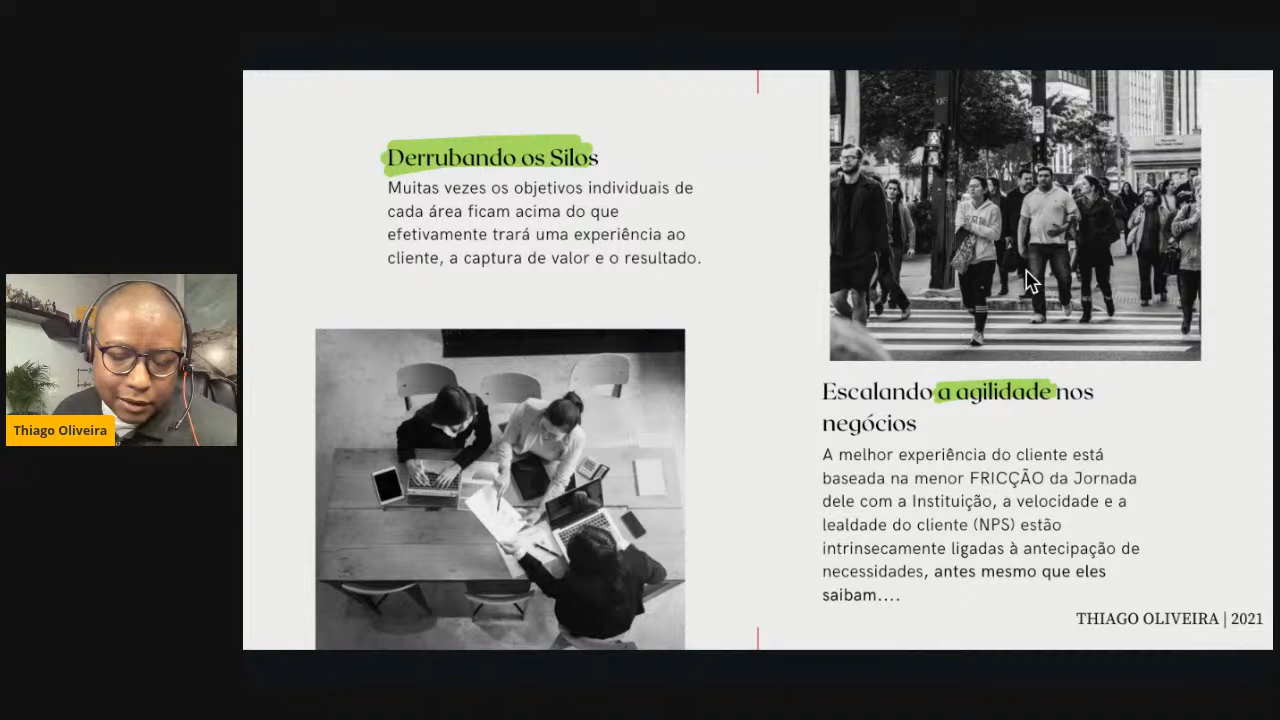 Thiago Oliveira
Derrubando os Silos
Muitas vezes os objetivos individuais de
cada área ficam acima do que
efetivamente trará uma experiência ao
cliente, a captura de valor e o resultado.
Escalando a agilidade nos
negócios
A melhor experiência do cliente está
baseada na menor FRICÇÃO da Jornada
dele com a Instituição, a velocidade e a
lealdade do cliente (NPS) estão
intrinsecamente ligadas à antecipação de
necessidades, antes mesmo que eles
saibam....
THIAGO OLIVEIRA | 2021